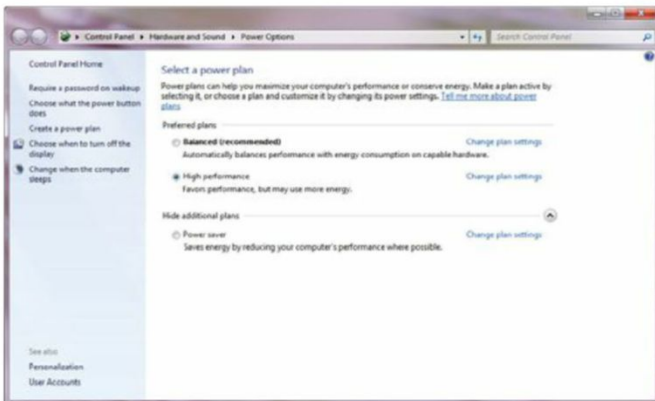 Control Panel ▸ Hardware and Sound ▸ Power Options
Search Control Panel
Control Panel Home
Require a password on wakeup
Choose what the power button
does
Create a power plan
Choose when to turn off the
display
Change when the computer
sleeps
See also
Personalization
User Accounts
Select a power plan
Power plans can help you maximize your computer's performance or conserve energy. Make a plan active by
selecting it, or choose a plan and customize it by changing its power settings. Tell me more about power
plans
Preferred plans
Balanced (recommended) Change plan settings
Automatically balances performance with energy consumption on capable hardware.
High performance Change plan settings
Favors performance, but may use more energy.
Hide additional plans
Power saver Change plan settings
Saves energy by reducing your computer's performance where possible.